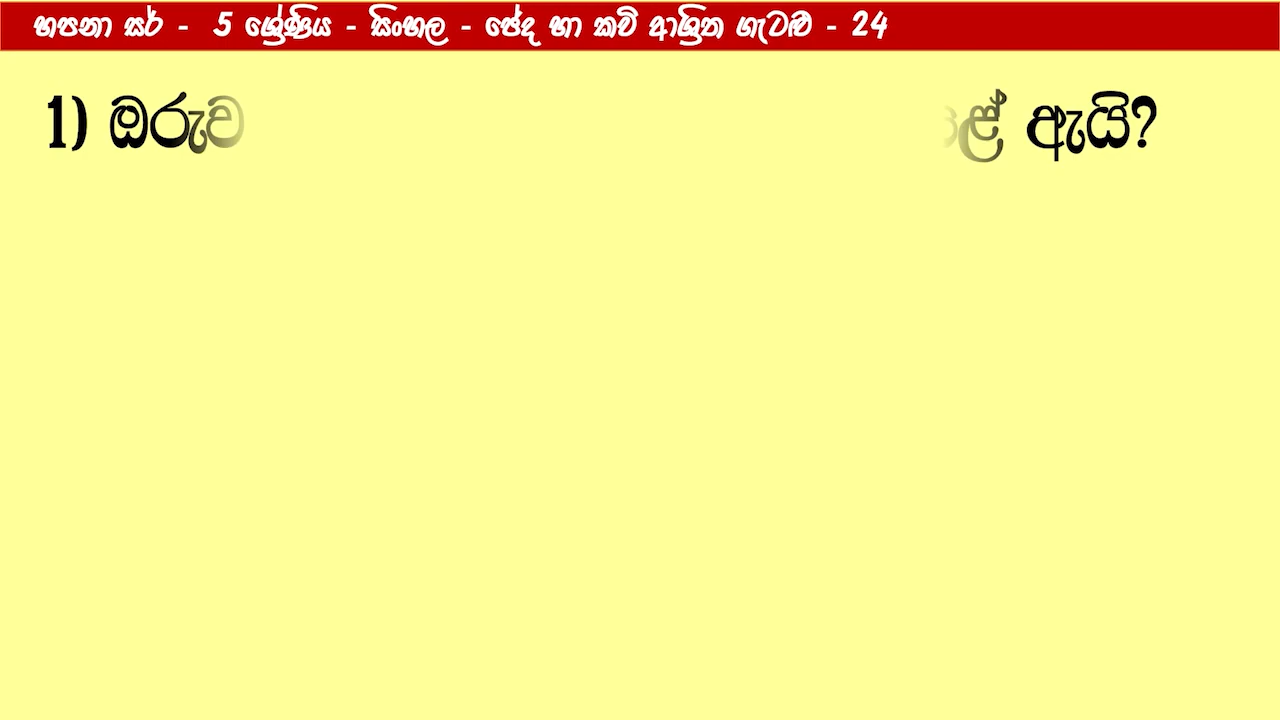 හපනා සර් - 5 ශ්‍රේණිය - සිංහල - ඡේද හා කවි ආශ්‍රිත ගැටළු - 24
1) ඔරුව ඇයි?